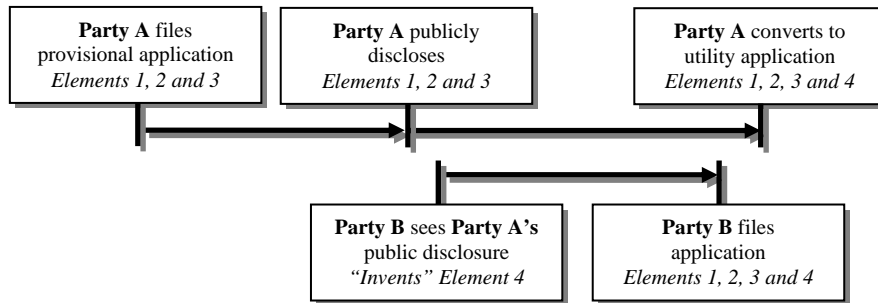 Party A files
provisional application
Elements 1, 2 and 3
Party A publicly
discloses
Elements 1, 2 and 3
Party A converts to
utility application
Elements 1, 2, 3 and 4
Party B sees Party A’s
public disclosure
“Invents” Element 4
Party B files
application
Elements 1, 2, 3 and 4